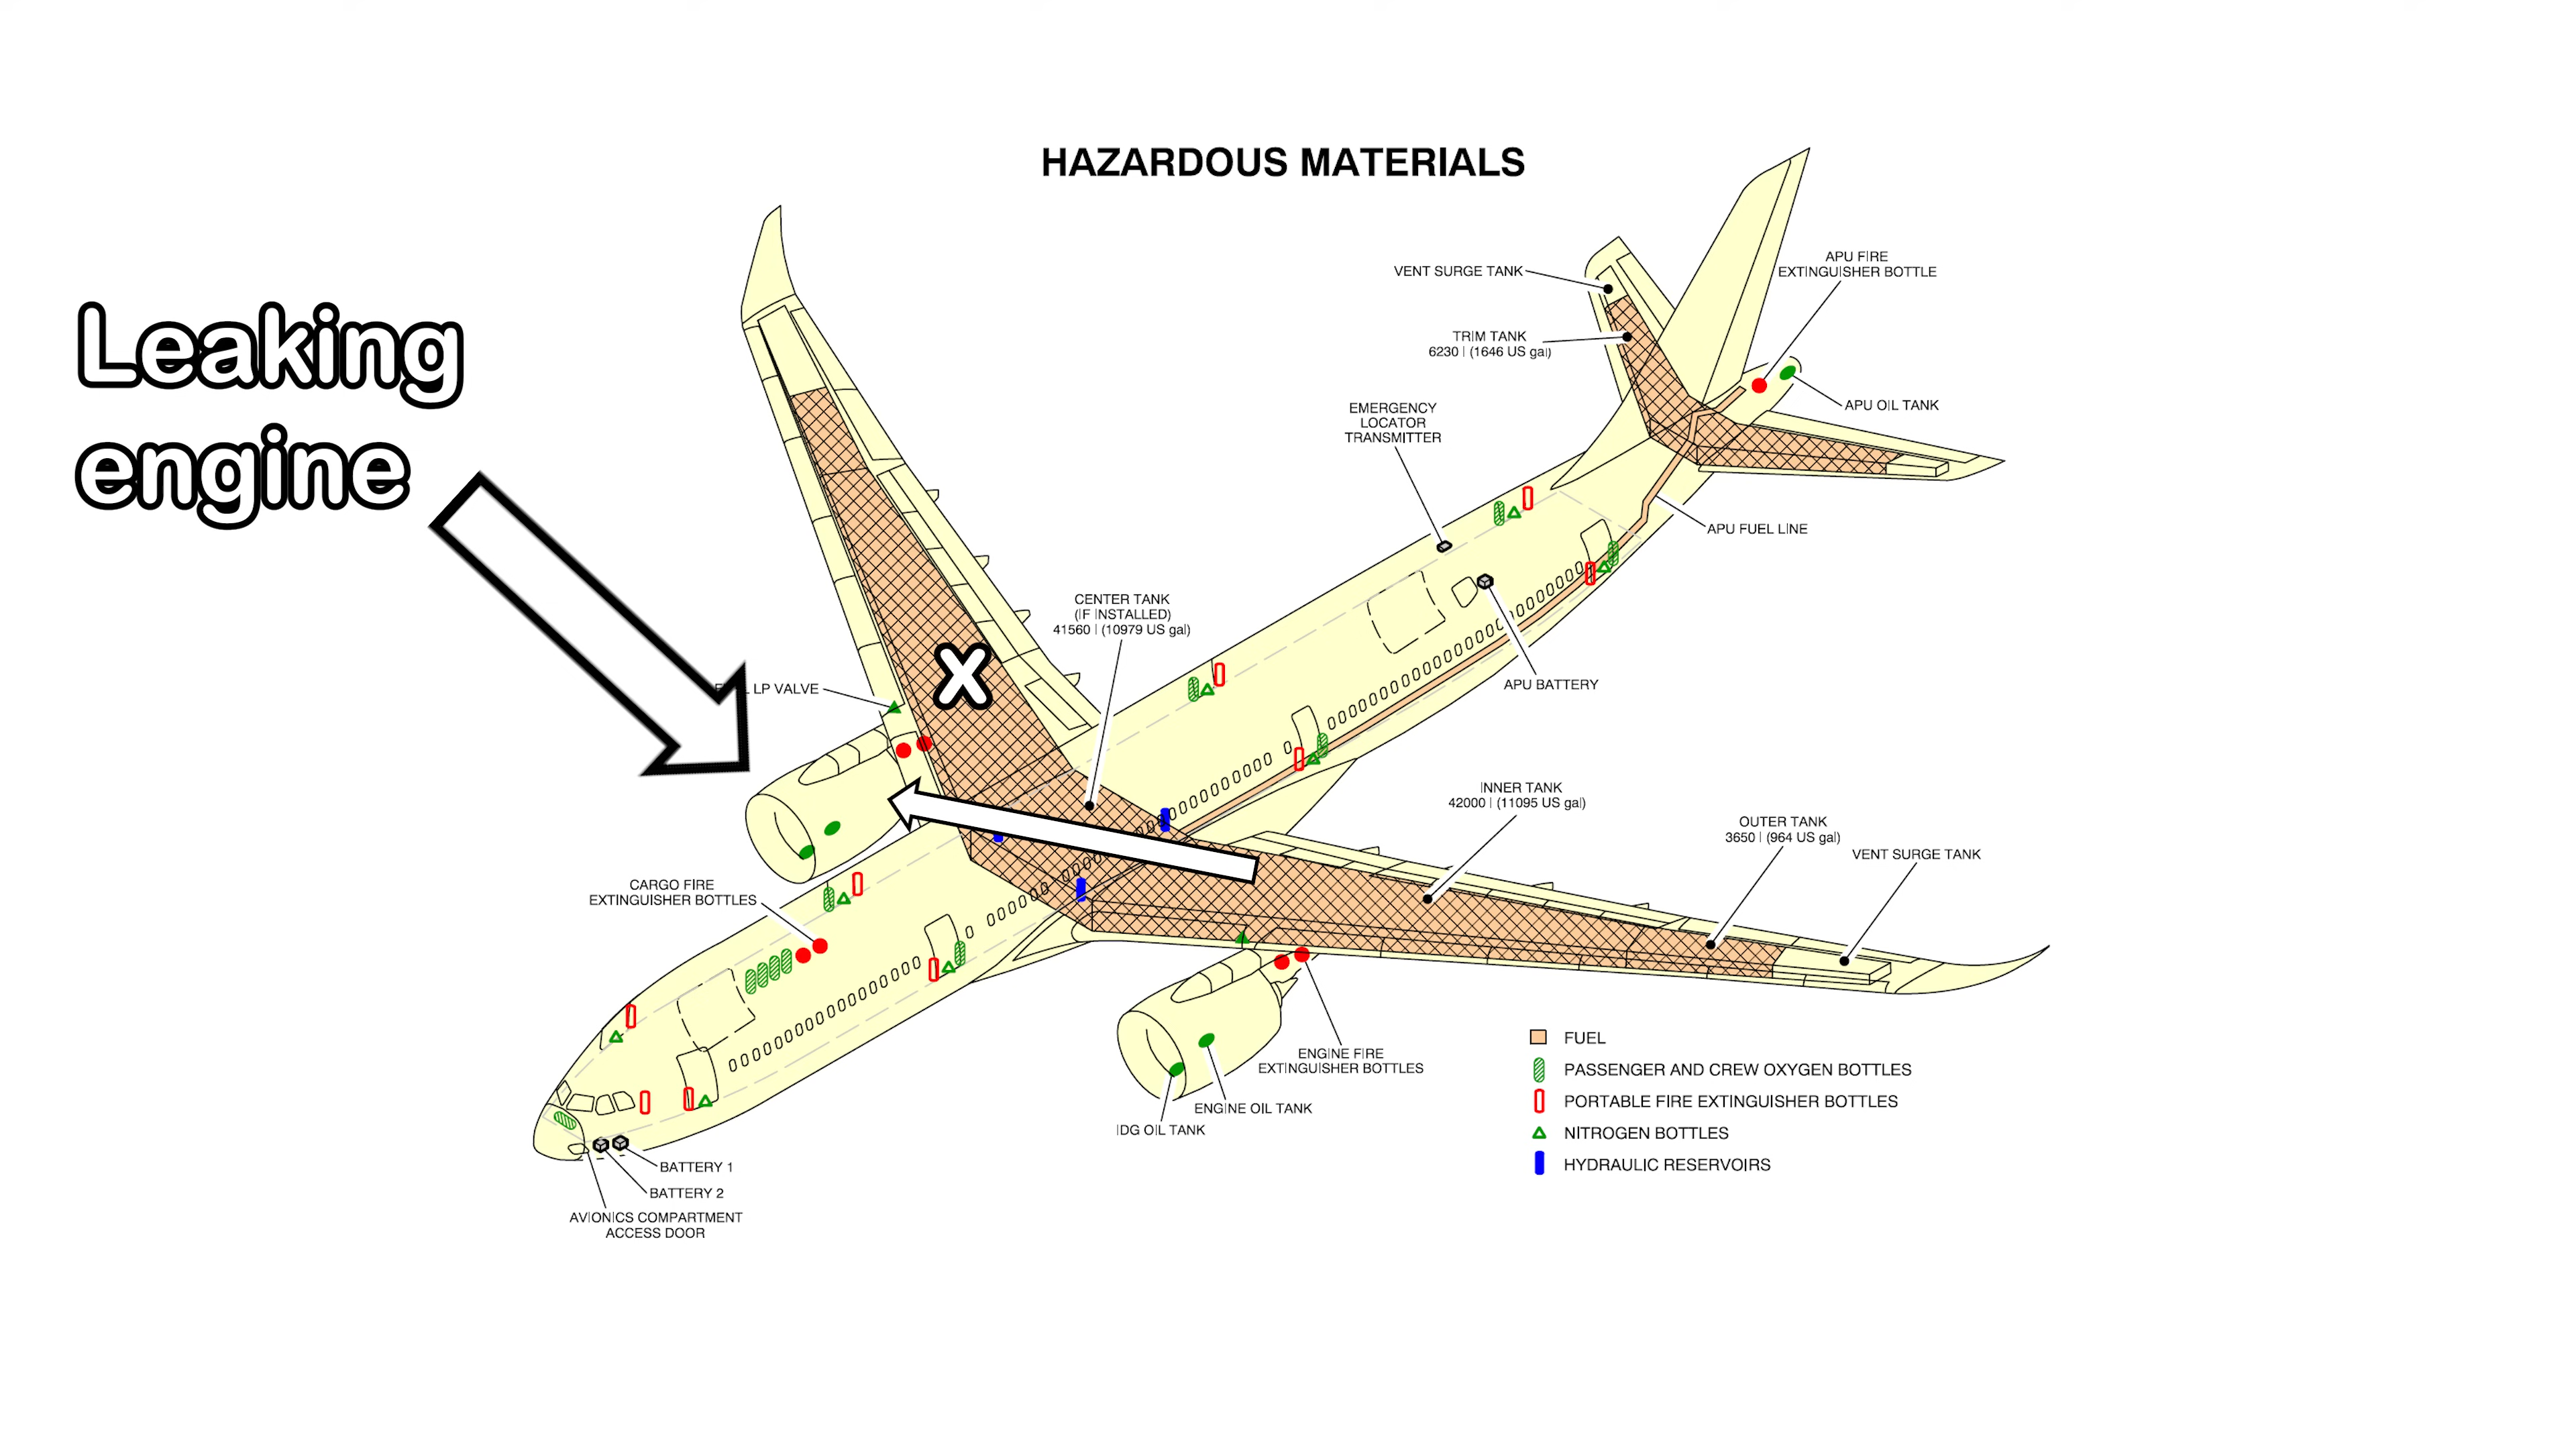 HAZARDOUS MATERIALS
Leaking
engine
X
VENT SURGE TANK
APU FIRE
EXTINGUISHER BOTTLE
TRIM TANK
6230 l (1646 US gal)
APU OIL TANK
EMERGENCY
LOCATOR
TRANSMITTER
APU FUEL LINE
CENTER TANK
(IF INSTALLED)
41560 l (10979 US gal)
LP VALVE
APU BATTERY
INNER TANK
42000 l (11095 US gal)
OUTER TANK
3650 l (964 US gal)
VENT SURGE TANK
CARGO FIRE
EXTINGUISHER BOTTLES
ENGINE FIRE
EXTINGUISHER BOTTLES
ENGINE OIL TANK
IDG OIL TANK
BATTERY 1
BATTERY 2
AVIONICS COMPARTMENT
ACCESS DOOR
FUEL
PASSENGER AND CREW OXYGEN BOTTLES
PORTABLE FIRE EXTINGUISHER BOTTLES
NITROGEN BOTTLES
HYDRAULIC RESERVOIRS